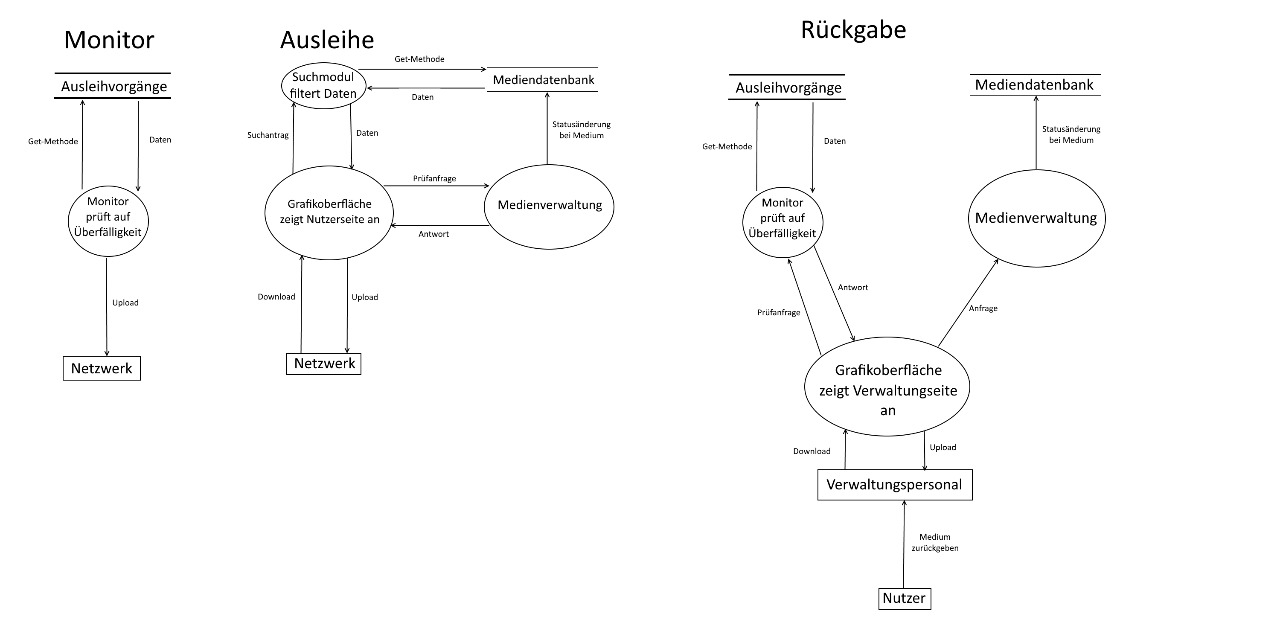 Monitor
Ausleihvorgänge
Get-Methode
Daten
Monitor
prüft auf
Überfälligkeit
Upload
Netzwerk
Ausleihe
Suchmodul
filtert Daten
Get-Methode
Daten
Mediendatenbank
Suchantrag
Daten
Statusänderung
bei Medium
Grafikoberfläche
zeigt Nutzerseite an
Prüfanfrage
Antwort
Medienverwaltung
Download
Upload
Netzwerk
Rückgabe
Ausleihvorgänge
Mediendatenbank
Get-Methode
Daten
Statusänderung
bei Medium
Monitor
prüft auf
Überfälligkeit
Medienverwaltung
Prüfanfrage
Antwort
Anfrage
Grafikoberfläche
zeigt Verwaltungseite
an
Download
Upload
Verwaltungspersonal
Medium
zurückgeben
Nutzer